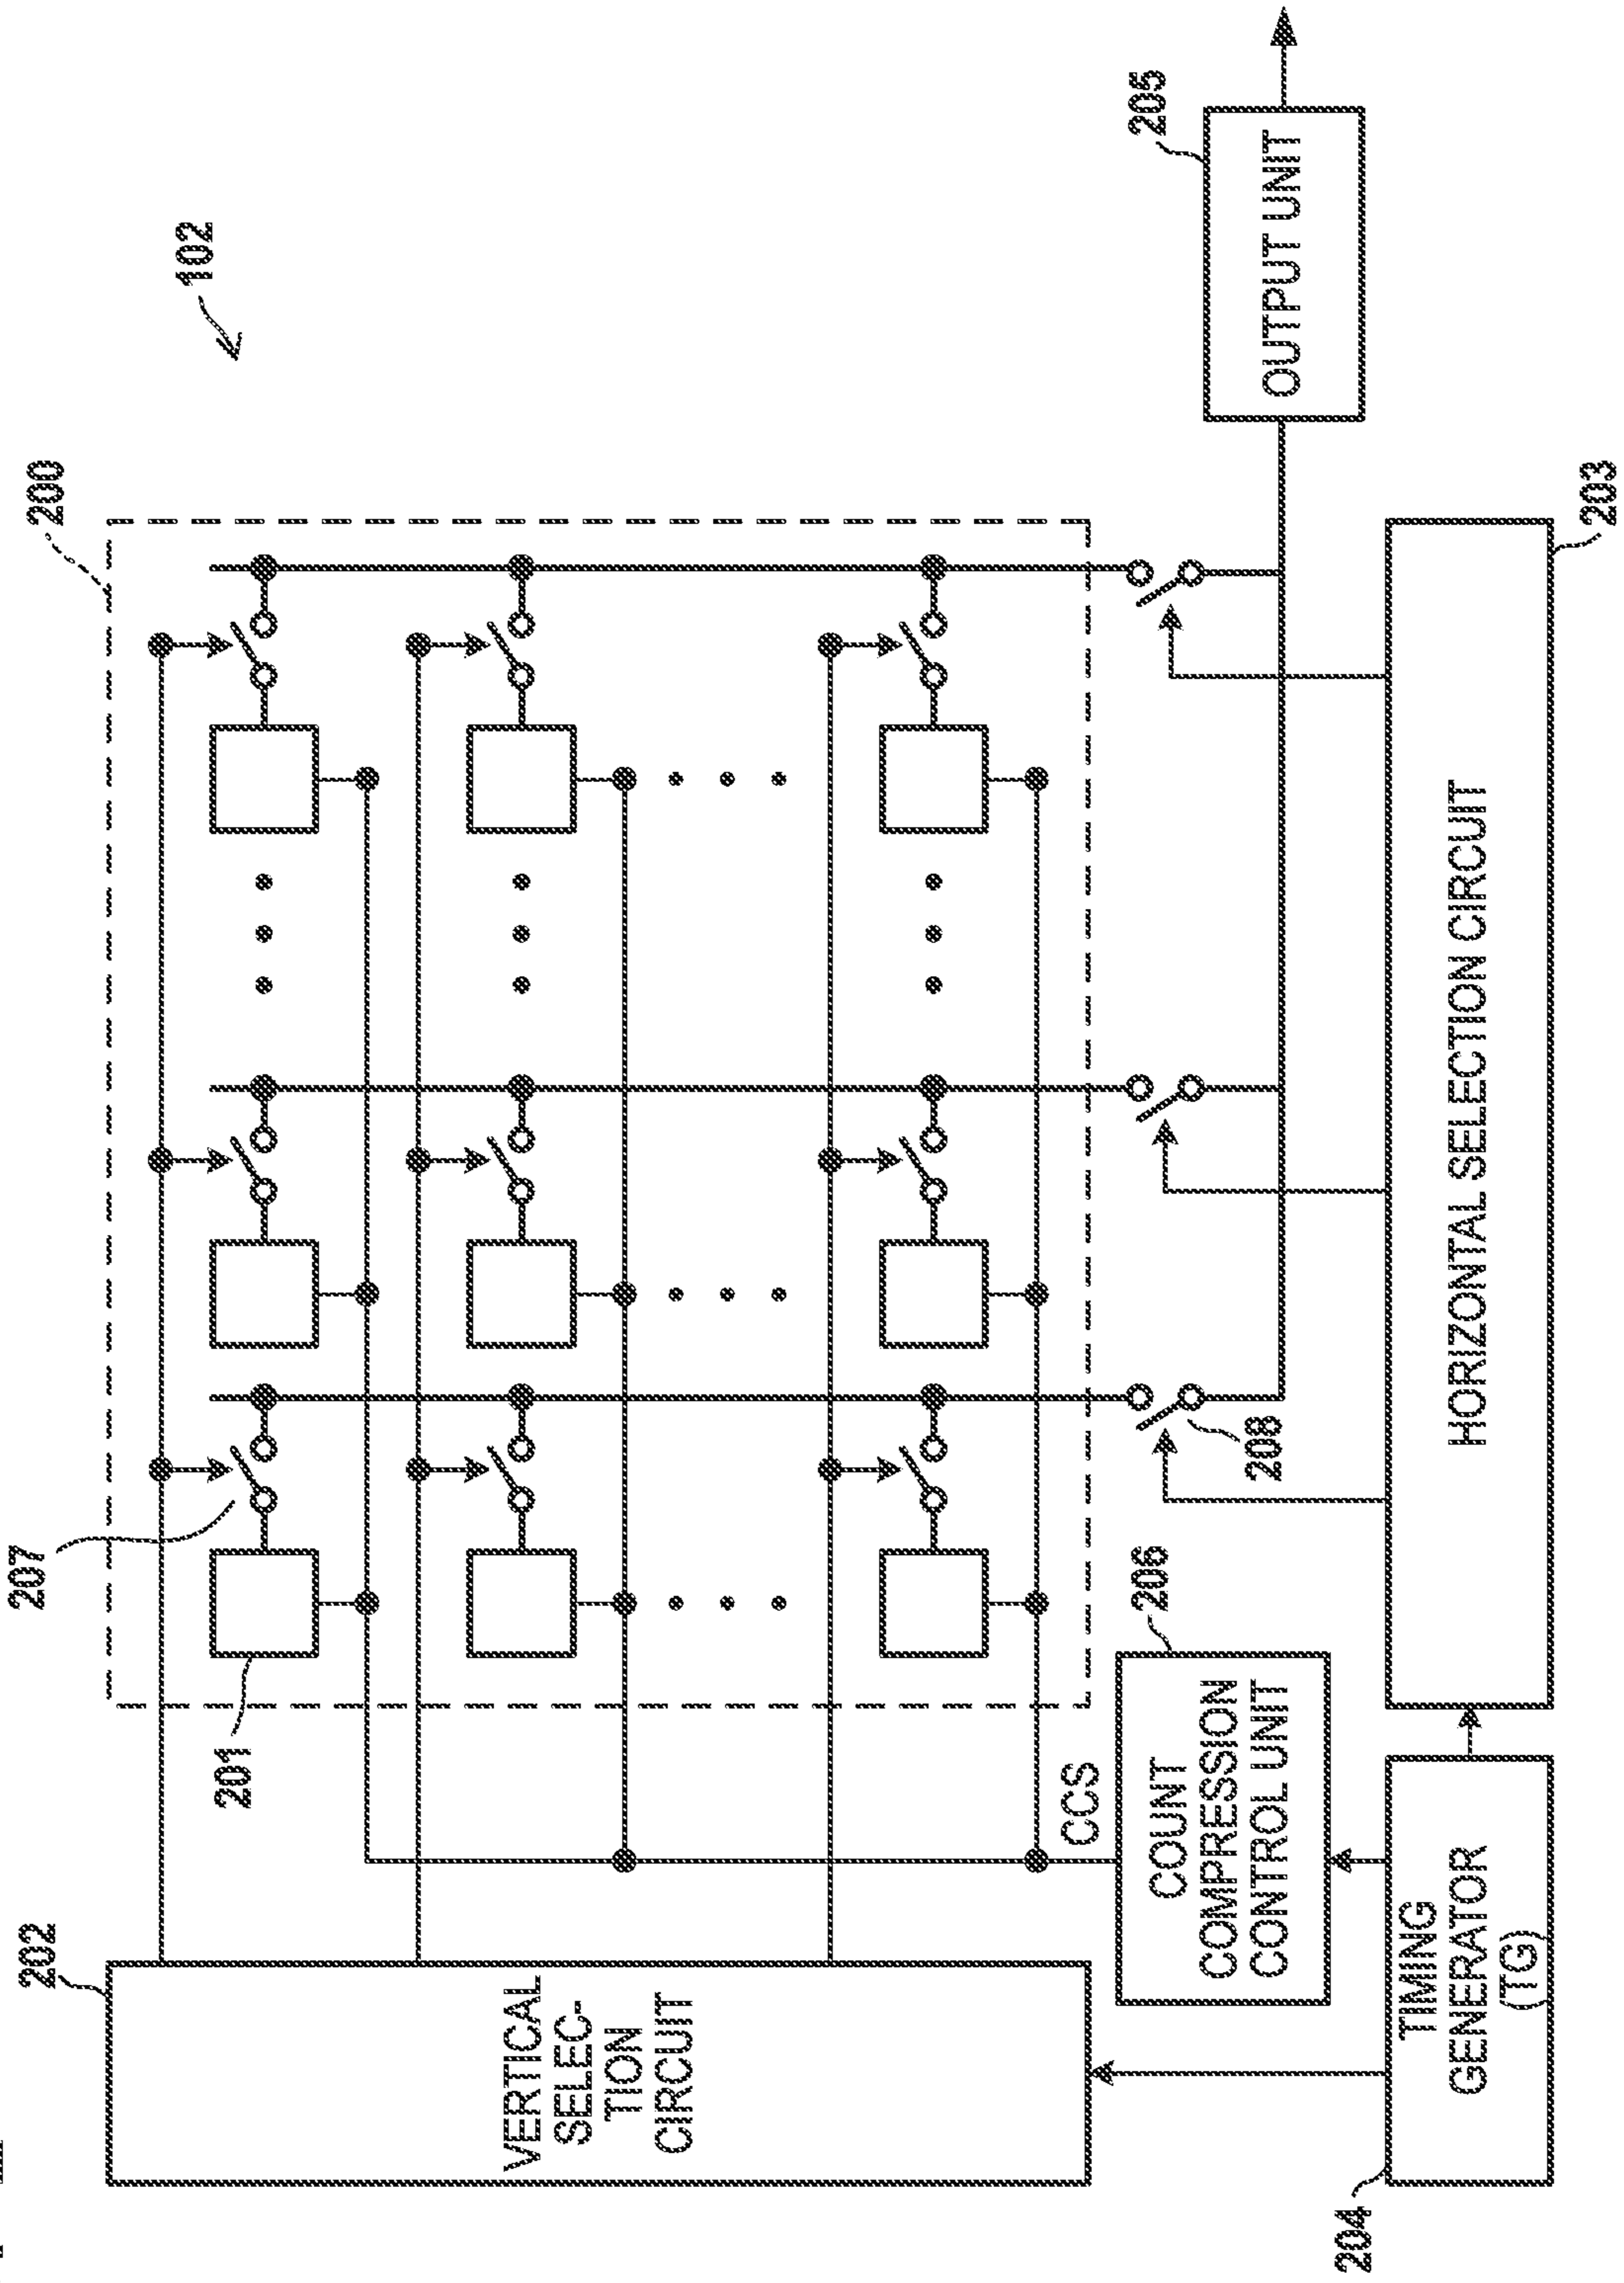 102
200
207
201
202
VERTICAL
SELEC-
TION
CIRCUIT
CCS
206
COUNT
COMPRESSION
CONTROL UNIT
208
205
OUTPUT UNIT
204
TIMING
GENERATOR
(TG)
HORIZONTAL SELECTION CIRCUIT
203